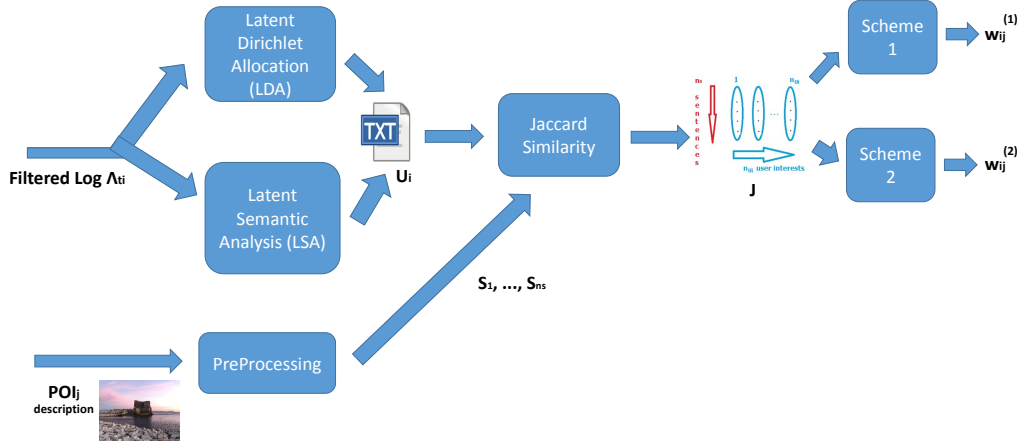 Latent
Dirichlet
Allocation
(LDA)
Filtered Log Λti
Latent
Semantic
Analysis (LSA)
TXT
Ui
Jaccard
Similarity
S1, ..., Sns
PreProcessing
POIj
description
ns sentences
1
nui
...
nui user interests
J
Scheme
1
wij(1)
Scheme
2
wij(2)